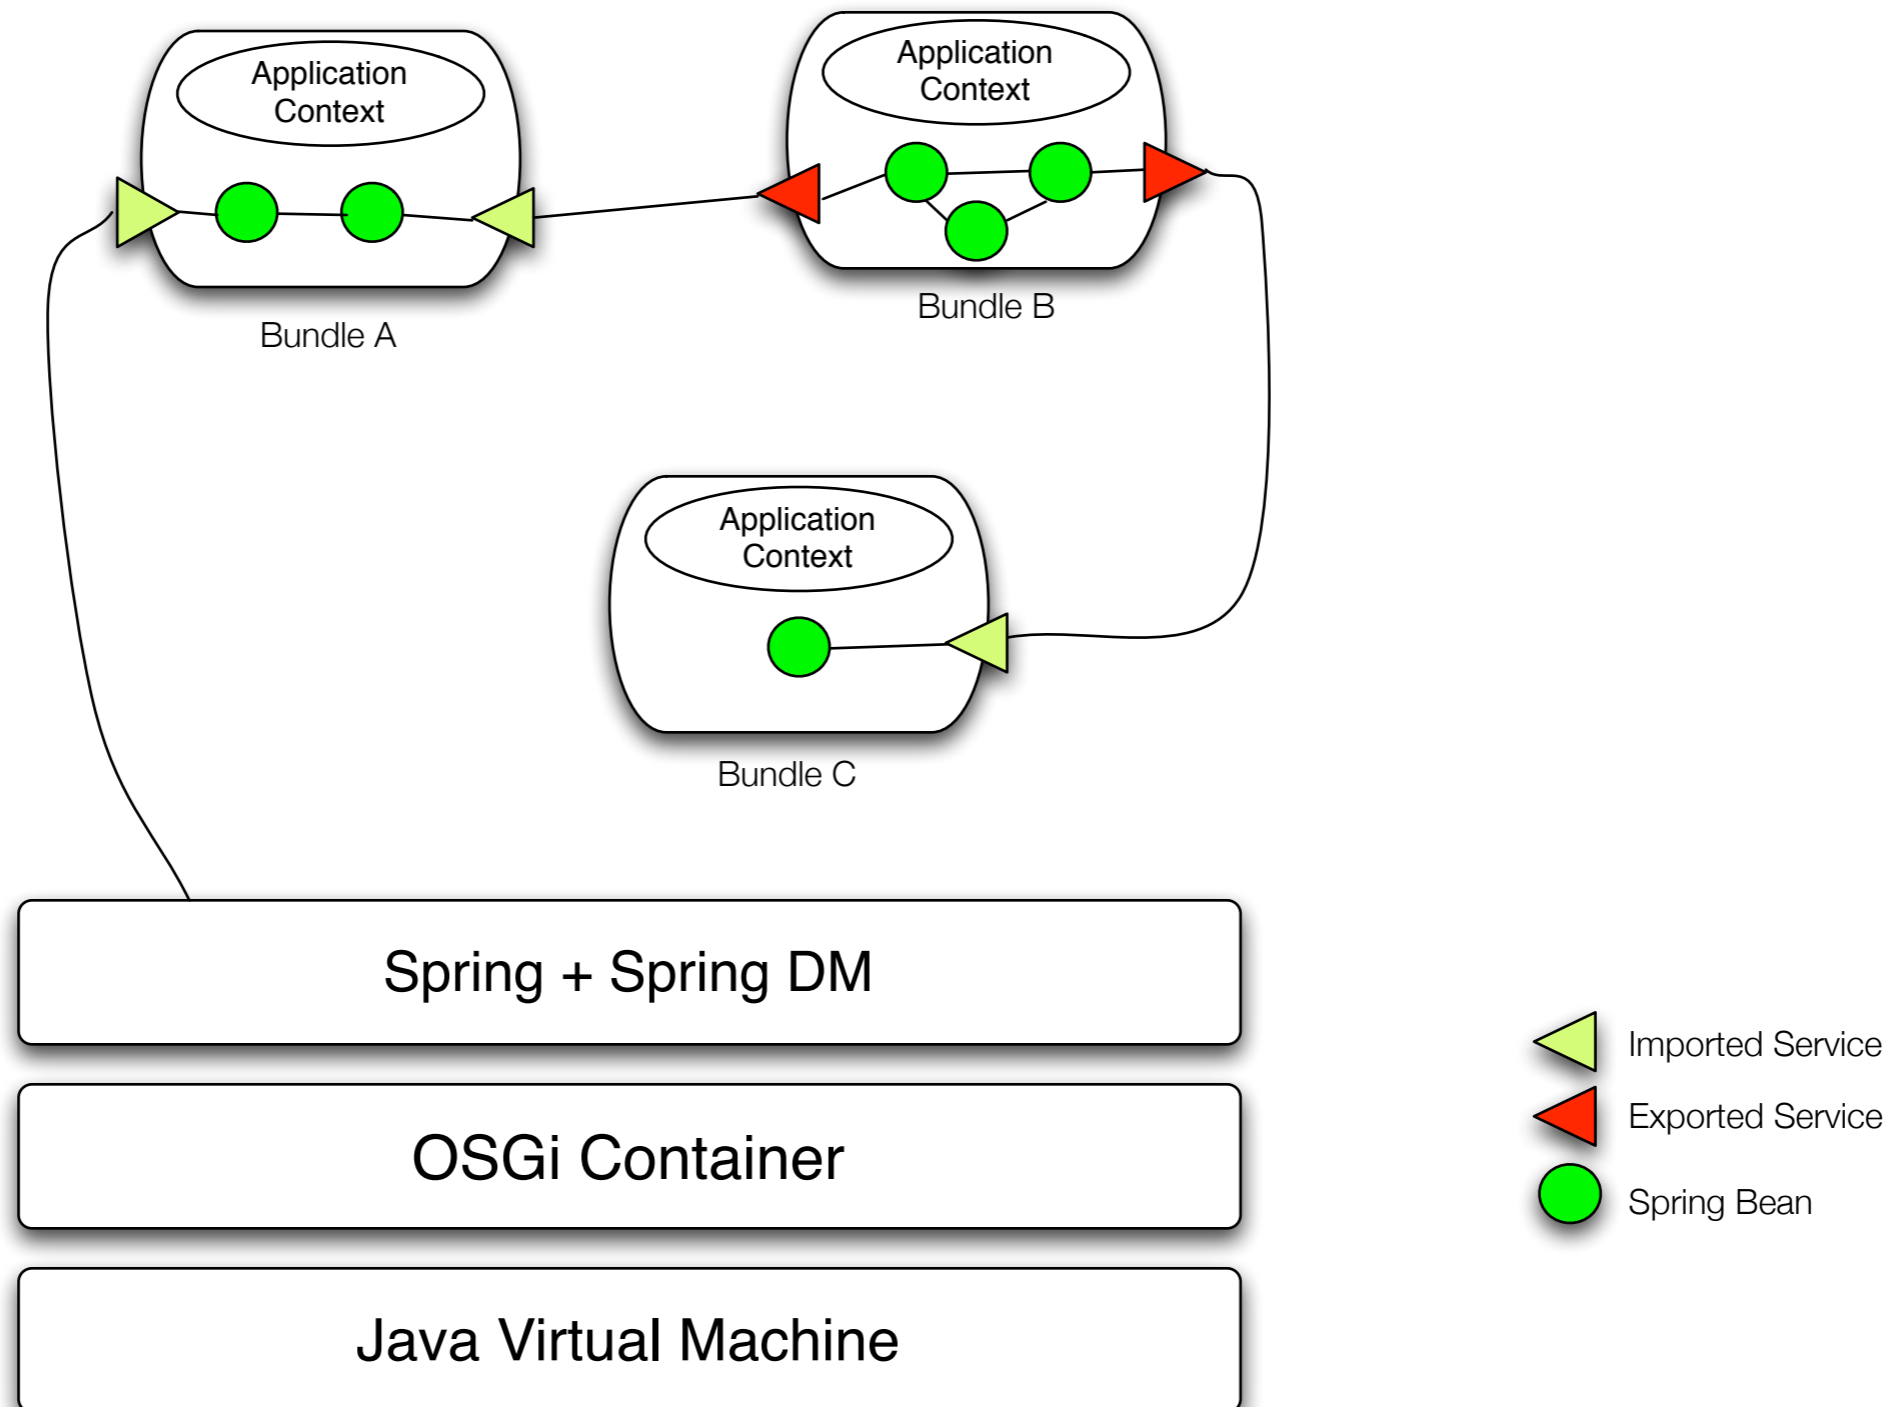 Application
Context
Application
Context
Bundle A
Bundle B
Application
Context
Bundle C
Spring + Spring DM
OSGi Container
Java Virtual Machine
Imported Service
Exported Service
Spring Bean